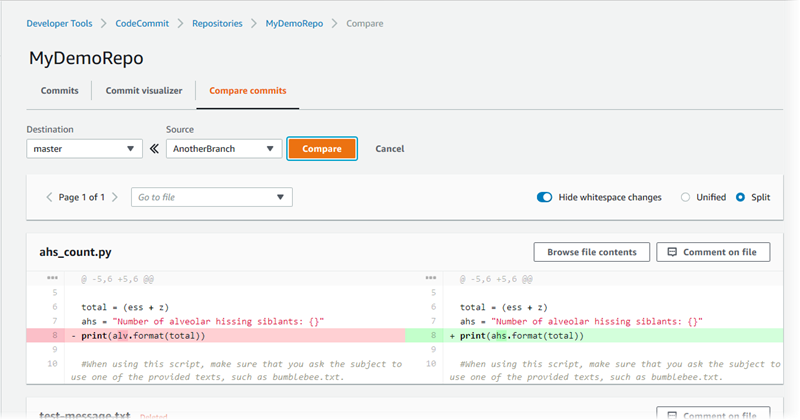 Developer Tools > CodeCommit > Repositories > MyDemoRepo > Compare
MyDemoRepo
Commits Commit visualizer Compare commits
Destination Source
master AnotherBranch Compare Cancel
Page 1 of 1 Go to file Hide whitespace changes Unified Split
ahs_count.py Browse file contents Comment on file
••• @ -5,6 +5,6 @@ ••• @ -5,6 +5,6 @@
5 5
6 total = (ess + z) 6 total = (ess + z)
7 ahs = "Number of alveolar hissing siblants: {}" 7 ahs = "Number of alveolar hissing siblants: {}"
8 - print(alv.format(total)) 8 + print(ahs.format(total))
9 9
10 #When using this script, make sure that you ask the subject to 10 #When using this script, make sure that you ask the subject to
use one of the provided texts, such as bumblebee.txt. use one of the provided texts, such as bumblebee.txt.
test-message.txt Deleted Comment on file